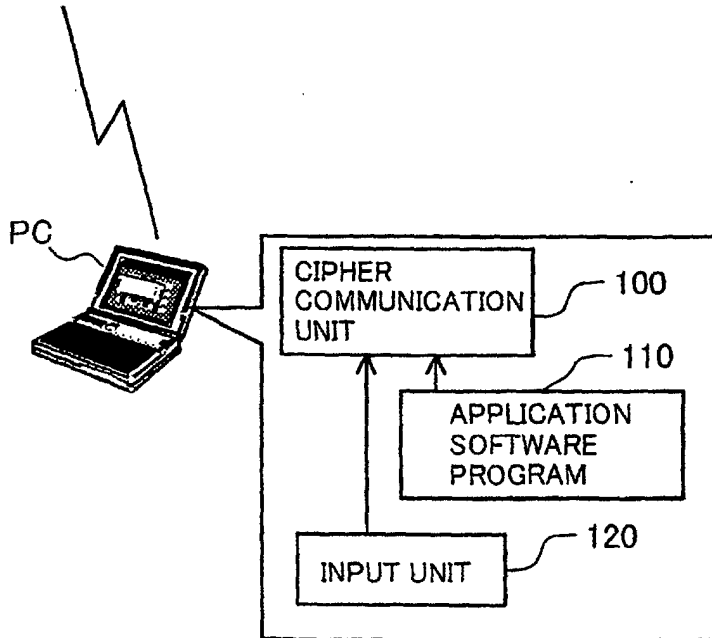 PC
CIPHER
COMMUNICATION
UNIT
100
110
APPLICATION
SOFTWARE
PROGRAM
120
INPUT UNIT